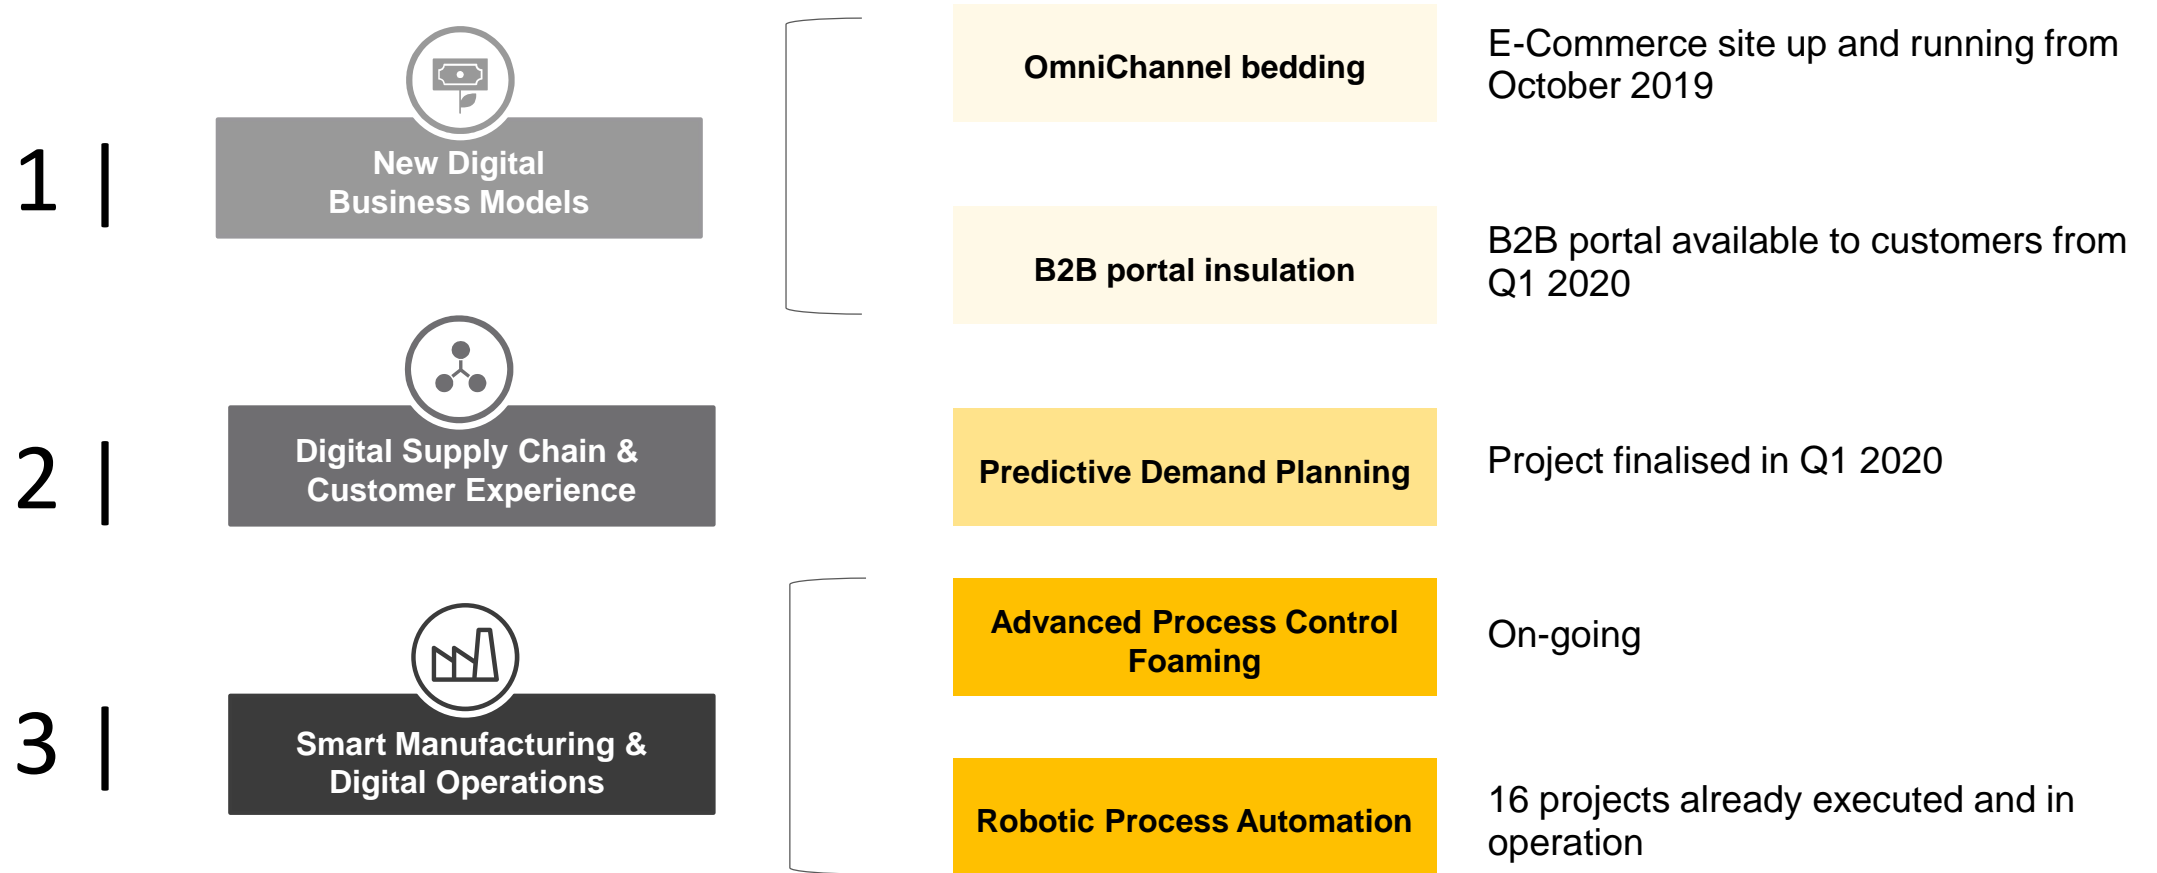 1 |
New Digital
Business Models
OmniChannel bedding
E-Commerce site up and running from
October 2019
B2B portal insulation
B2B portal available to customers from
Q1 2020
2 |
Digital Supply Chain &
Customer Experience
Predictive Demand Planning
Project finalised in Q1 2020
3 |
Smart Manufacturing &
Digital Operations
Advanced Process Control
Foaming
On-going
Robotic Process Automation
16 projects already executed and in
operation